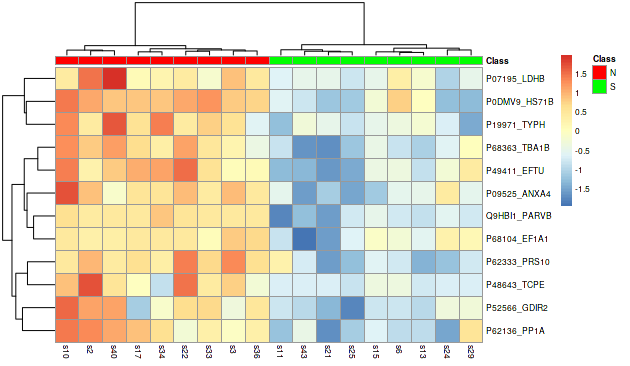 Class
P07195_LDHB
P0DMV9_HS71B
P19971_TYPH
P68363_TBA1B
P49411_EFTU
P09525_ANXA4
Q9HBI1_PARVB
P68104_EF1A1
P62333_PRS10
P48643_TCPE
P52566_GDIR2
P62136_PP1A
s10 s2 s40 s17 s34 s22 s33 s3 s36 s11 s43 s21 s25 s15 s6 s13 s24 s29
1.5
1
0.5
0
-0.5
-1
-1.5
Class
N
S